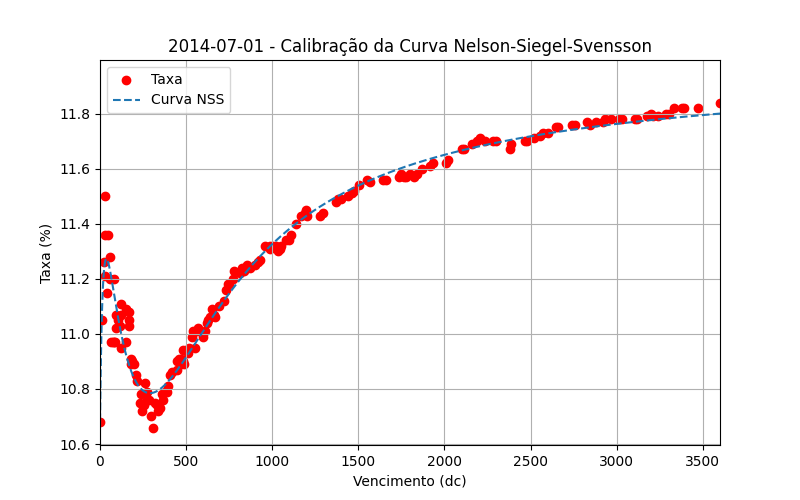 2014-07-01 - Calibração da Curva Nelson-Siegel-Svensson
Taxa
Curva NSS
Taxa (%)
11.8
11.6
11.4
11.2
11.0
10.8
10.6
0 500 1000 1500 2000 2500 3000 3500
Vencimento (dc)